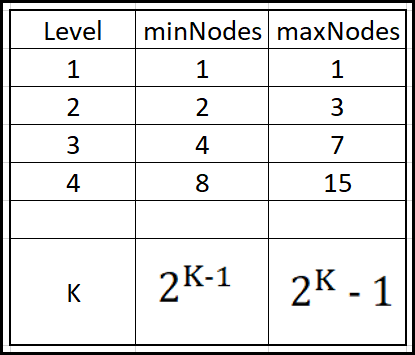 Level minNodes maxNodes
1 1 1
2 2 3
3 4 7
4 8 15
K 2^{K-1} 2^{K} - 1